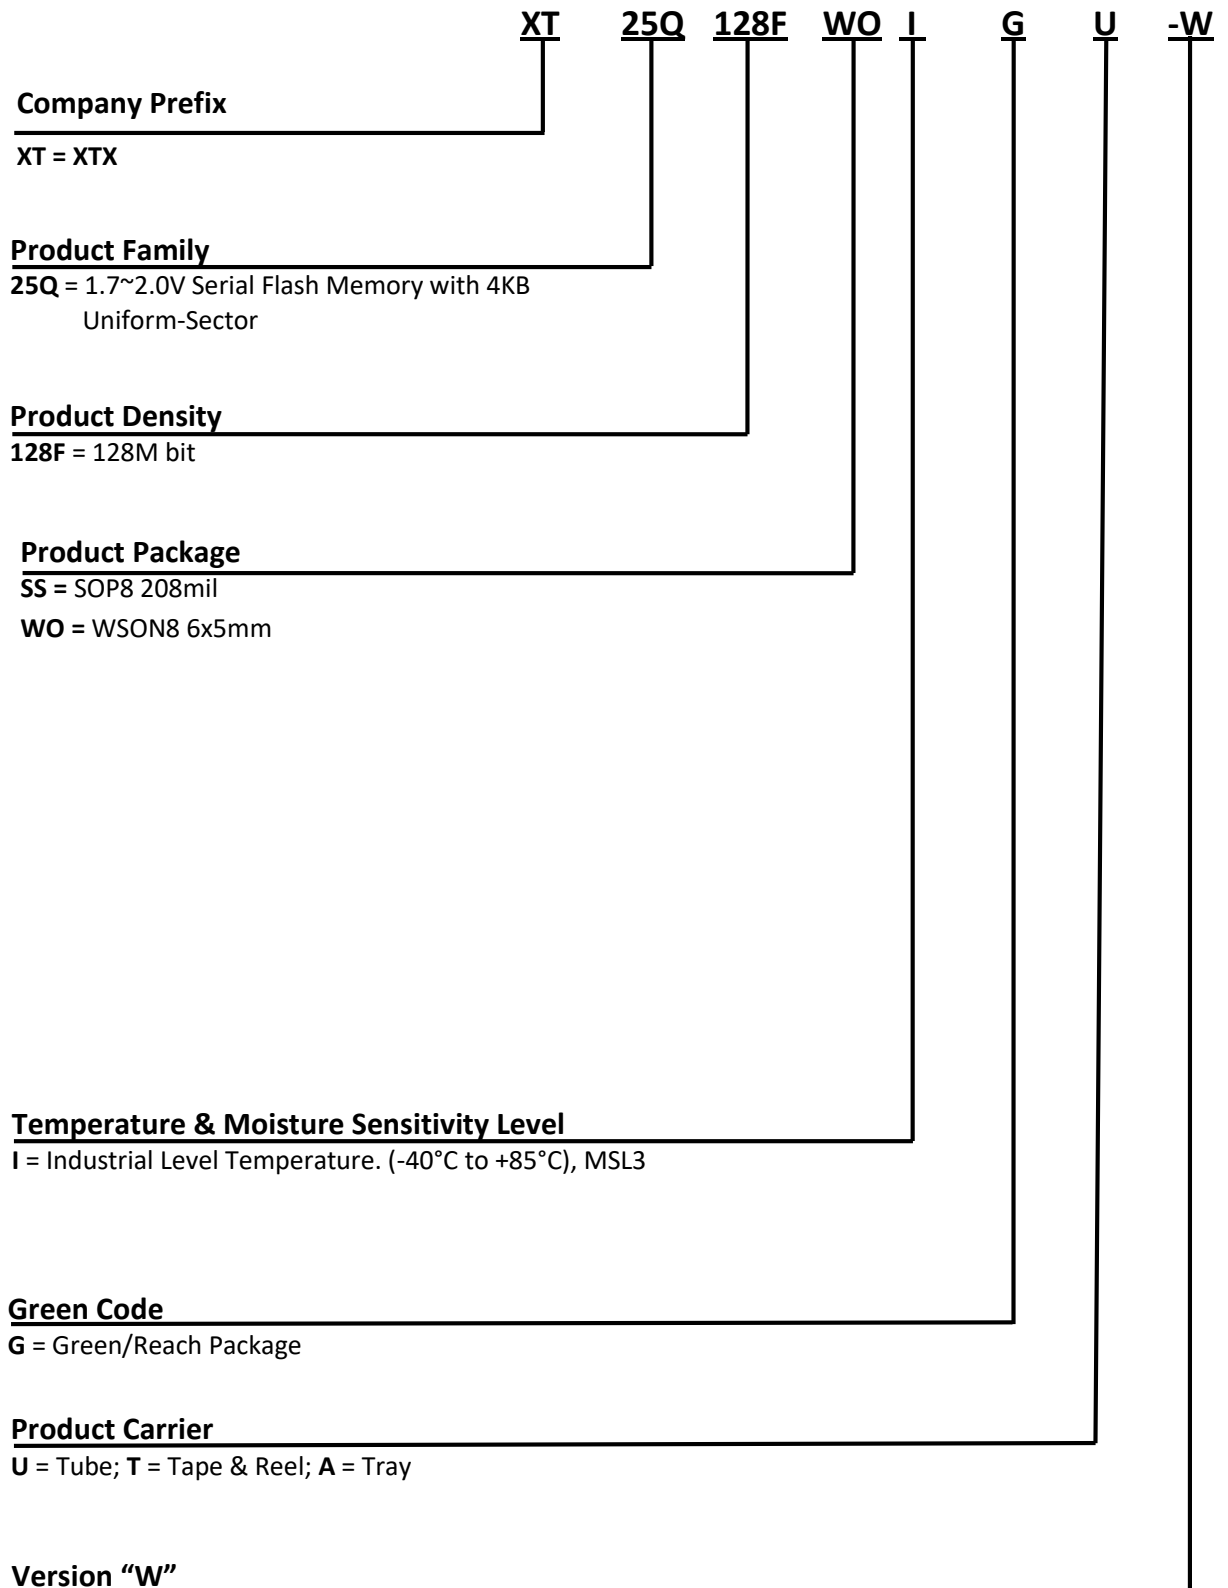 XT 25Q 128F WO I G U -W
Company Prefix
XT = XTX
Product Family
25Q = 1.7~2.0V Serial Flash Memory with 4KB
Uniform-Sector
Product Density
128F = 128M bit
Product Package
SS = SOP8 208mil
WO = WSON8 6x5mm
Temperature & Moisture Sensitivity Level
I = Industrial Level Temperature. (-40°C to +85°C), MSL3
Green Code
G = Green/Reach Package
Product Carrier
U = Tube; T = Tape & Reel; A = Tray
Version “W”